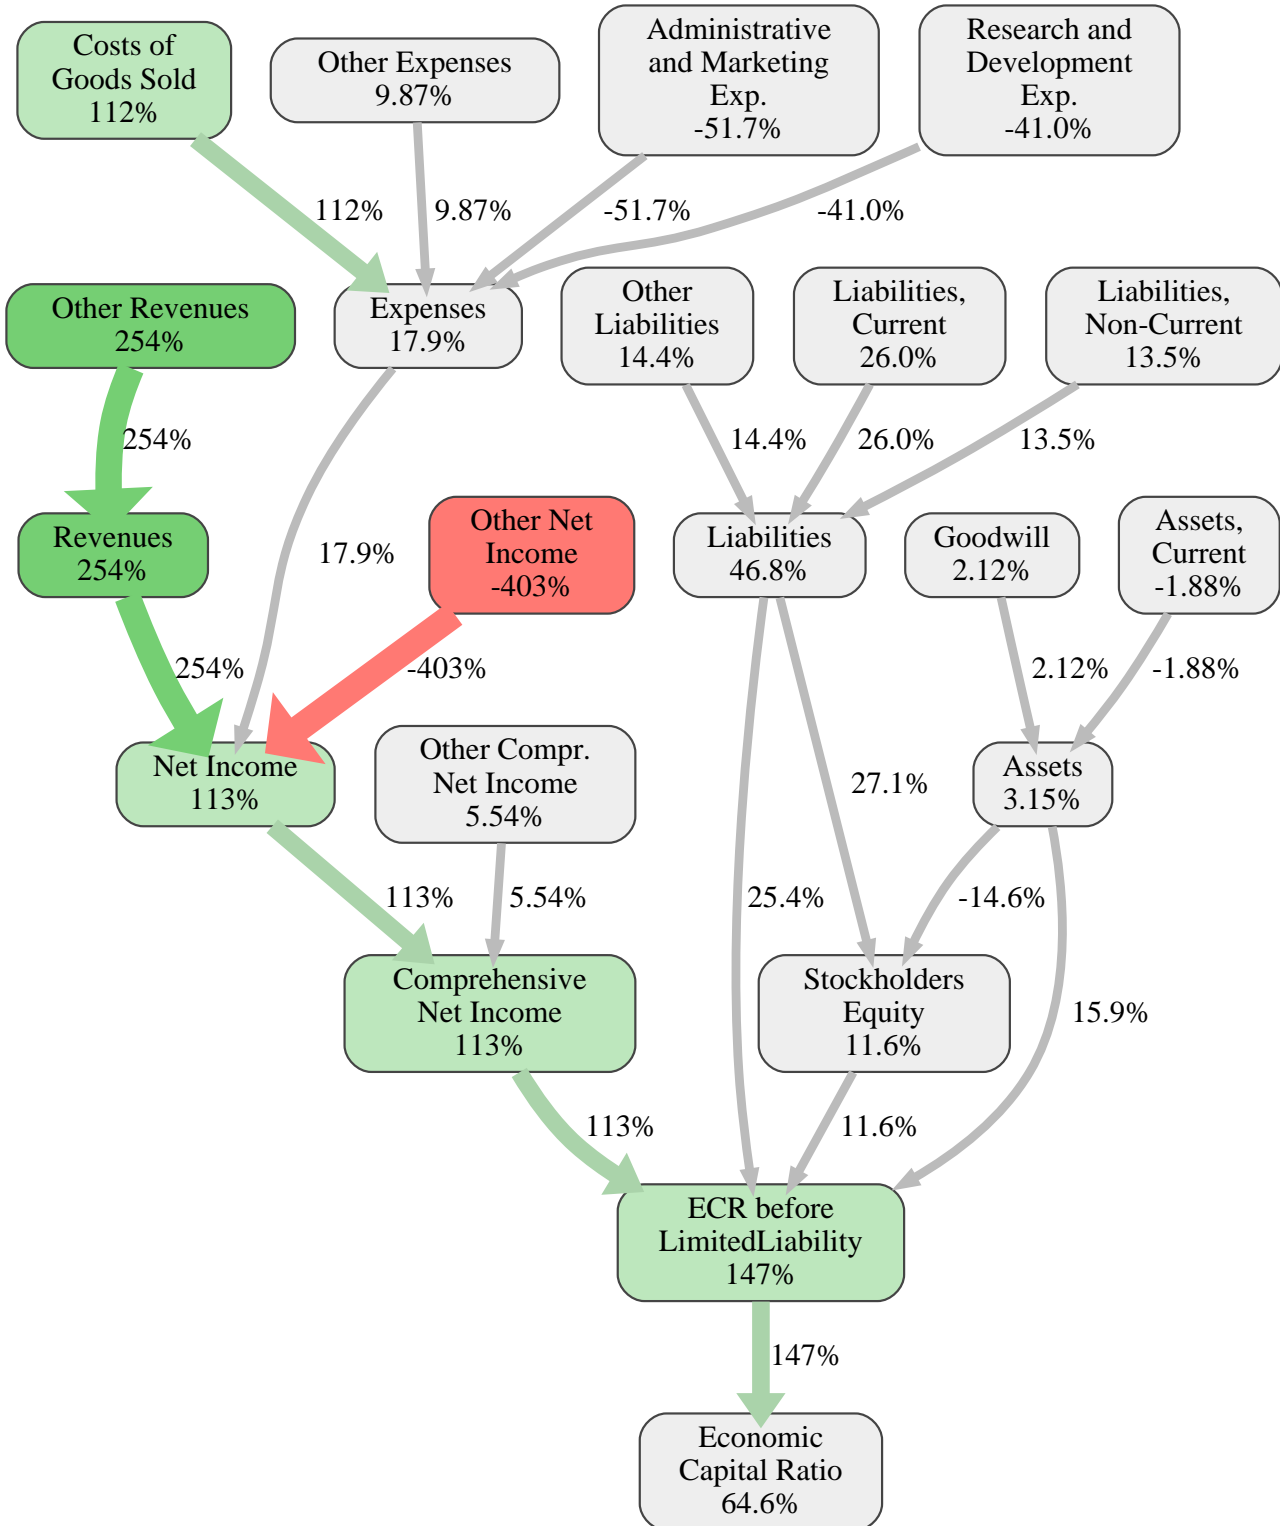 Costs of
Goods Sold
112%
Other Expenses
9.87%
Administrative
and Marketing
Exp.
-51.7%
Research and
Development
Exp.
-41.0%
112%
9.87%
-51.7%
-41.0%
Other Revenues
254%
Expenses
17.9%
Other
Liabilities
14.4%
Liabilities,
Current
26.0%
Liabilities,
Non-Current
13.5%
254%
14.4%
26.0%
13.5%
Revenues
254%
17.9%
Other Net
Income
-403%
Liabilities
46.8%
Goodwill
2.12%
Assets,
Current
-1.88%
254%
-403%
2.12%
-1.88%
Net Income
113%
Other Compr.
Net Income
5.54%
27.1%
Assets
3.15%
113%
5.54%
25.4%
-14.6%
Comprehensive
Net Income
113%
Stockholders
Equity
11.6%
15.9%
113%
11.6%
ECR before
LimitedLiability
147%
147%
Economic
Capital Ratio
64.6%